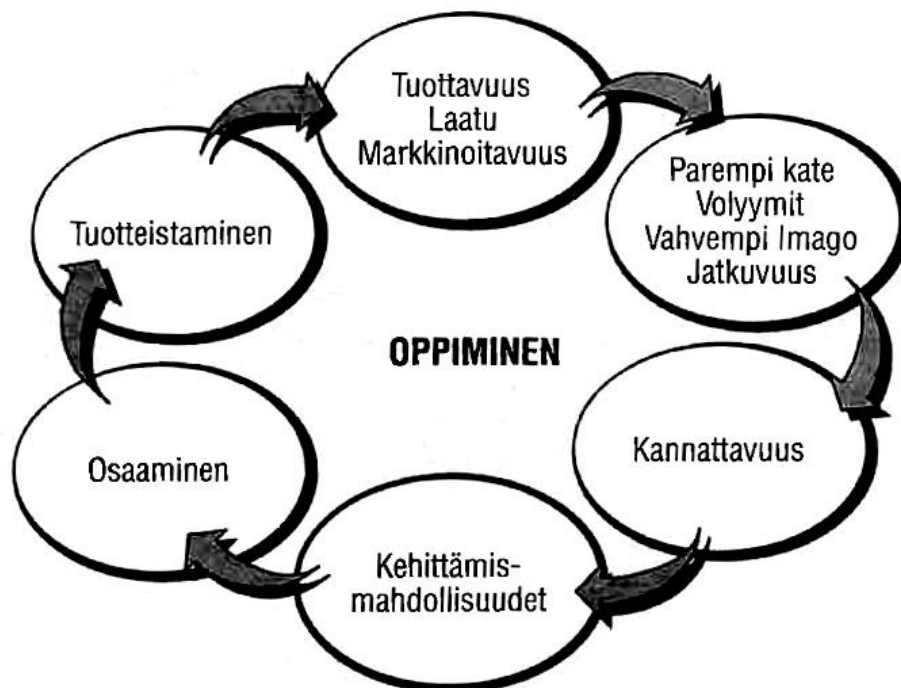 Tuottavuus
Laatu
Markkinoitavuus
Parempi kate
Volyymit
Vahvempi Imago
Jatkuvuus
Kannattavuus
Kehittämis-
mahdollisuudet
Osaaminen
Tuotteistaminen
OPPIMINEN